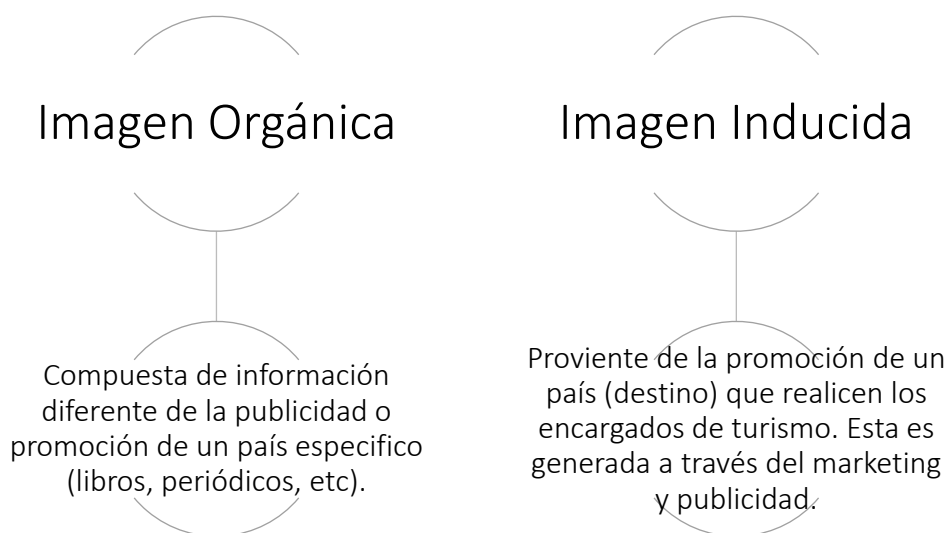 Imagen Orgánica
Compuesta de información
diferente de la publicidad o
promoción de un país especifico
(libros, periódicos, etc).
Imagen Inducida
Proviente de la promoción de un
país (destino) que realicen los
encargados de turismo. Esta es
generada a través del marketing
y publicidad.